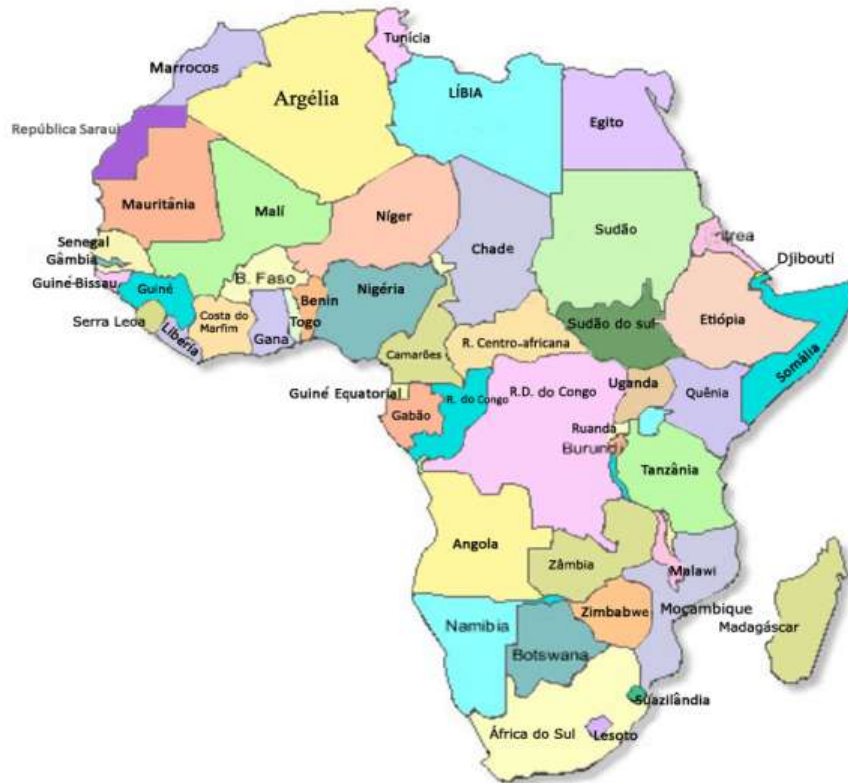 Tunícia
Marrocos
LÍBIA
Argélia
Egito
República Saraui
Mauritânia
Malí
Níger
Chade
Sudão
itrea
Senegal
Gâmbia
Djibouti
B. Faso
Guiné-Bissau
Guiné
Nigéria
Benin
Etiópia
Serra Leoa
Costa do
Marfim
Libéria
Gana
Togo
Sudão do sul
R. Centro-africana
Camarões
Somália
Guiné Equatorial
R. do Congo
R.D. do Congo
Uganda
Quênia
Gabão
Ruanda
Burundi
Tanzânia
Angola
Zâmbia
Malawi
Moçambique
Zimbabwe
Madagáscar
Namibia
Botswana
Suazilândia
África do Sul
Lesoto